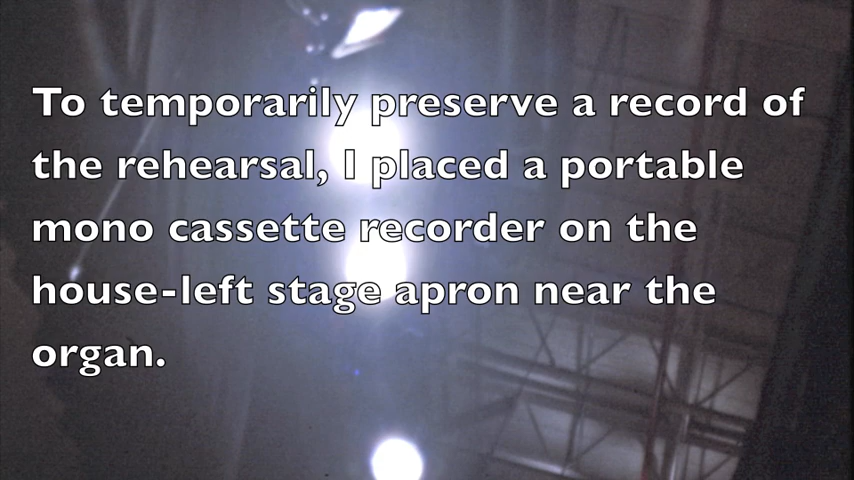 To temporarily preserve a record of
the rehearsal, I placed a portable
mono cassette recorder on the
house-left stage apron near the
organ.